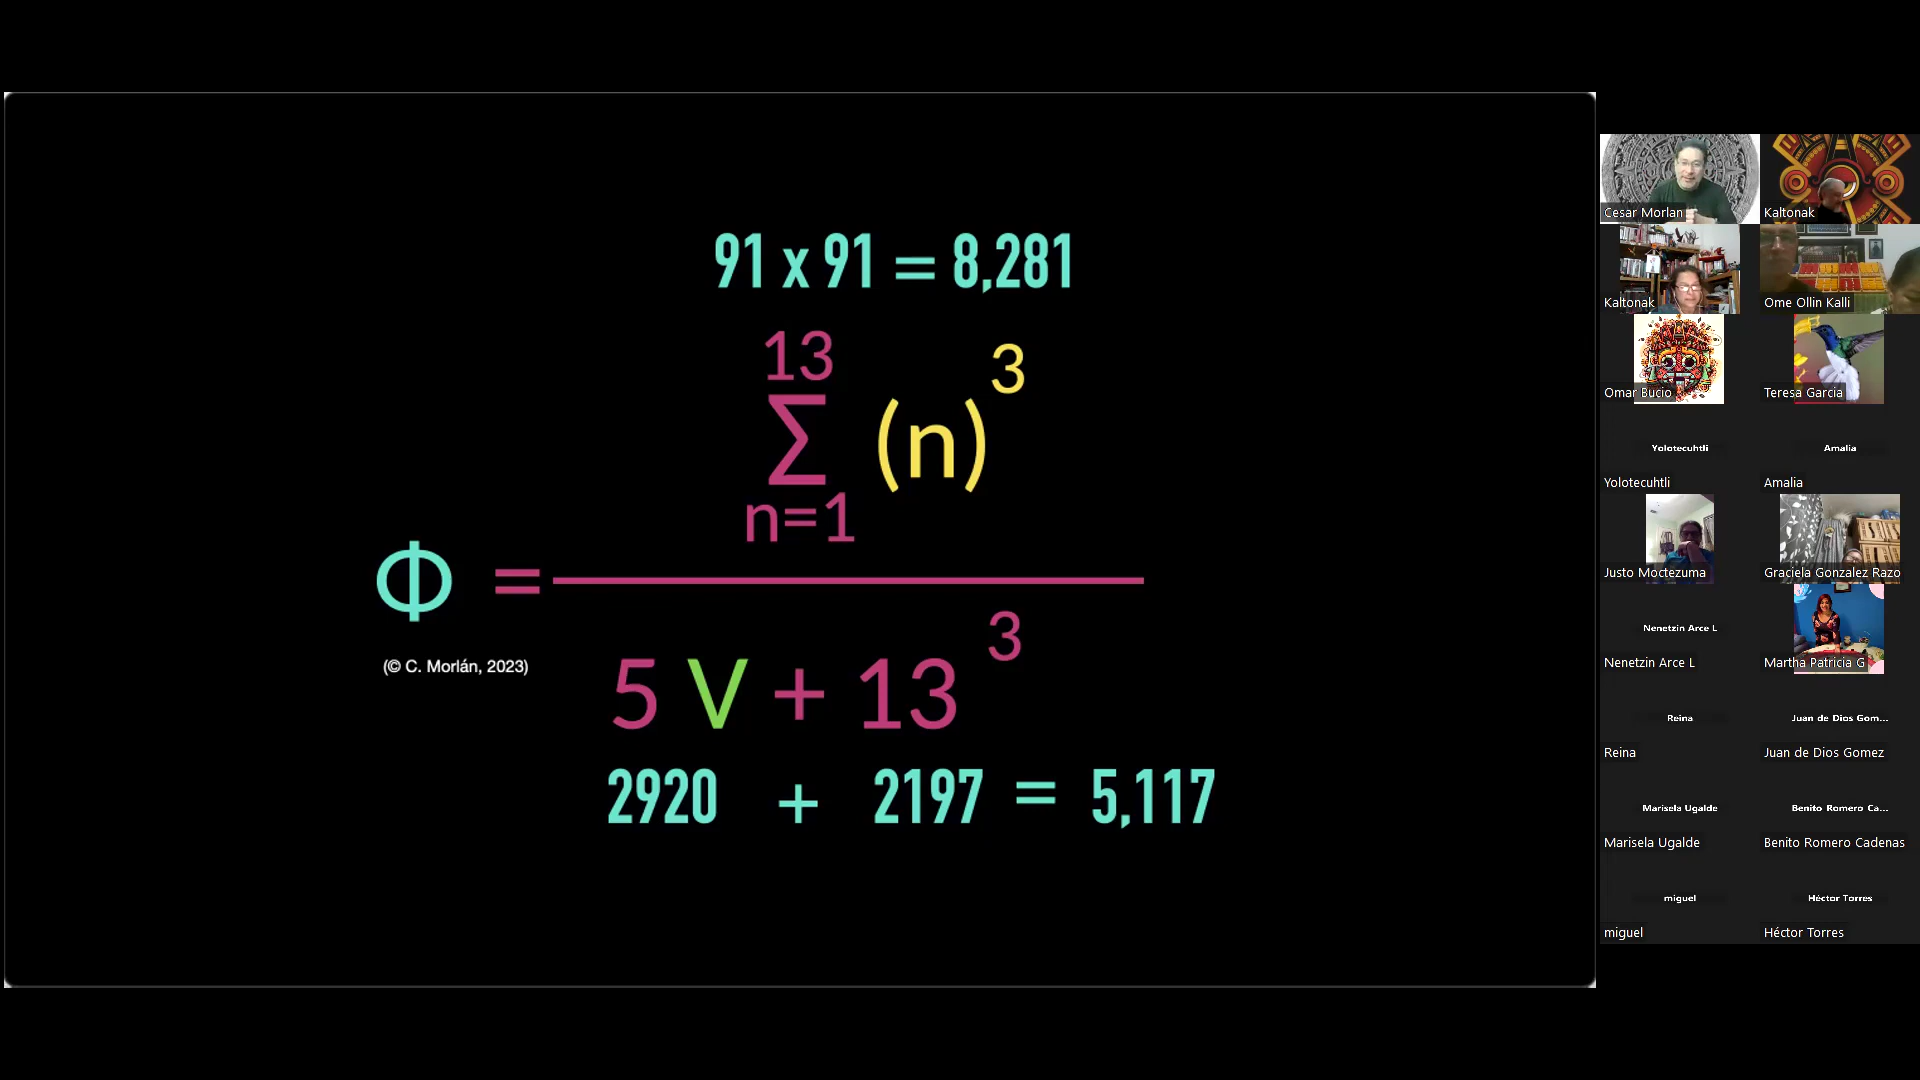 91 x 91 = 8,281
13
Σ (n)³
n=1
Φ =
(© C. Morlán, 2023)
5 V + 13³
2920 + 2197 = 5,117
Cesar Morlan
Kaltonak
Kaltonak
Ome Ollin Kalli
Omar Bucio
Teresa Garcia
Yolotecuhtli
Amalia
Yolotecuhtli
Amalia
Justo Moctezuma
Graciela Gonzalez Razo
Nenetzin Arce L
Nenetzin Arce L
Martha Patricia G
Reina
Juan de Dios Gom...
Reina
Juan de Dios Gomez
Marisela Ugalde
Benito Romero Ca...
Marisela Ugalde
Benito Romero Cadenas
miguel
Héctor Torres
miguel
Héctor Torres